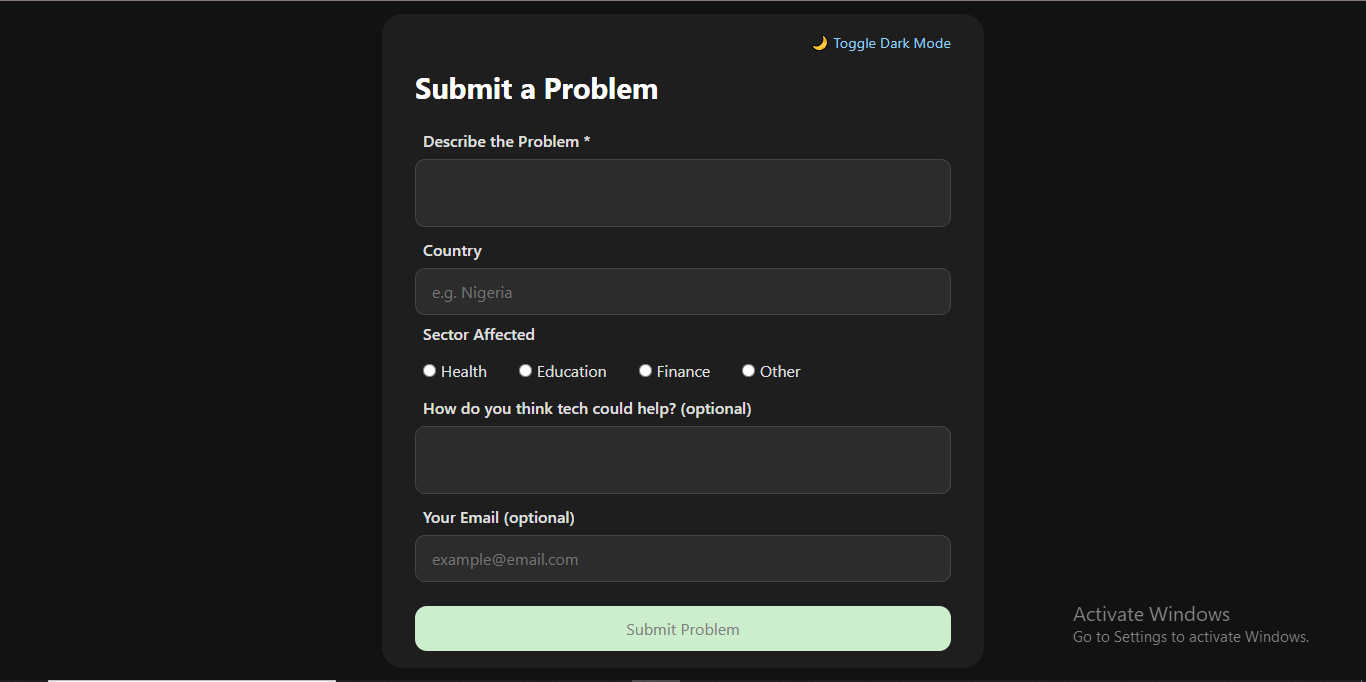 🌙 Toggle Dark Mode
Submit a Problem
Describe the Problem *
Country
e.g. Nigeria
Sector Affected
Health Education Finance Other
How do you think tech could help? (optional)
Your Email (optional)
example@email.com
Submit Problem
Activate Windows
Go to Settings to activate Windows.